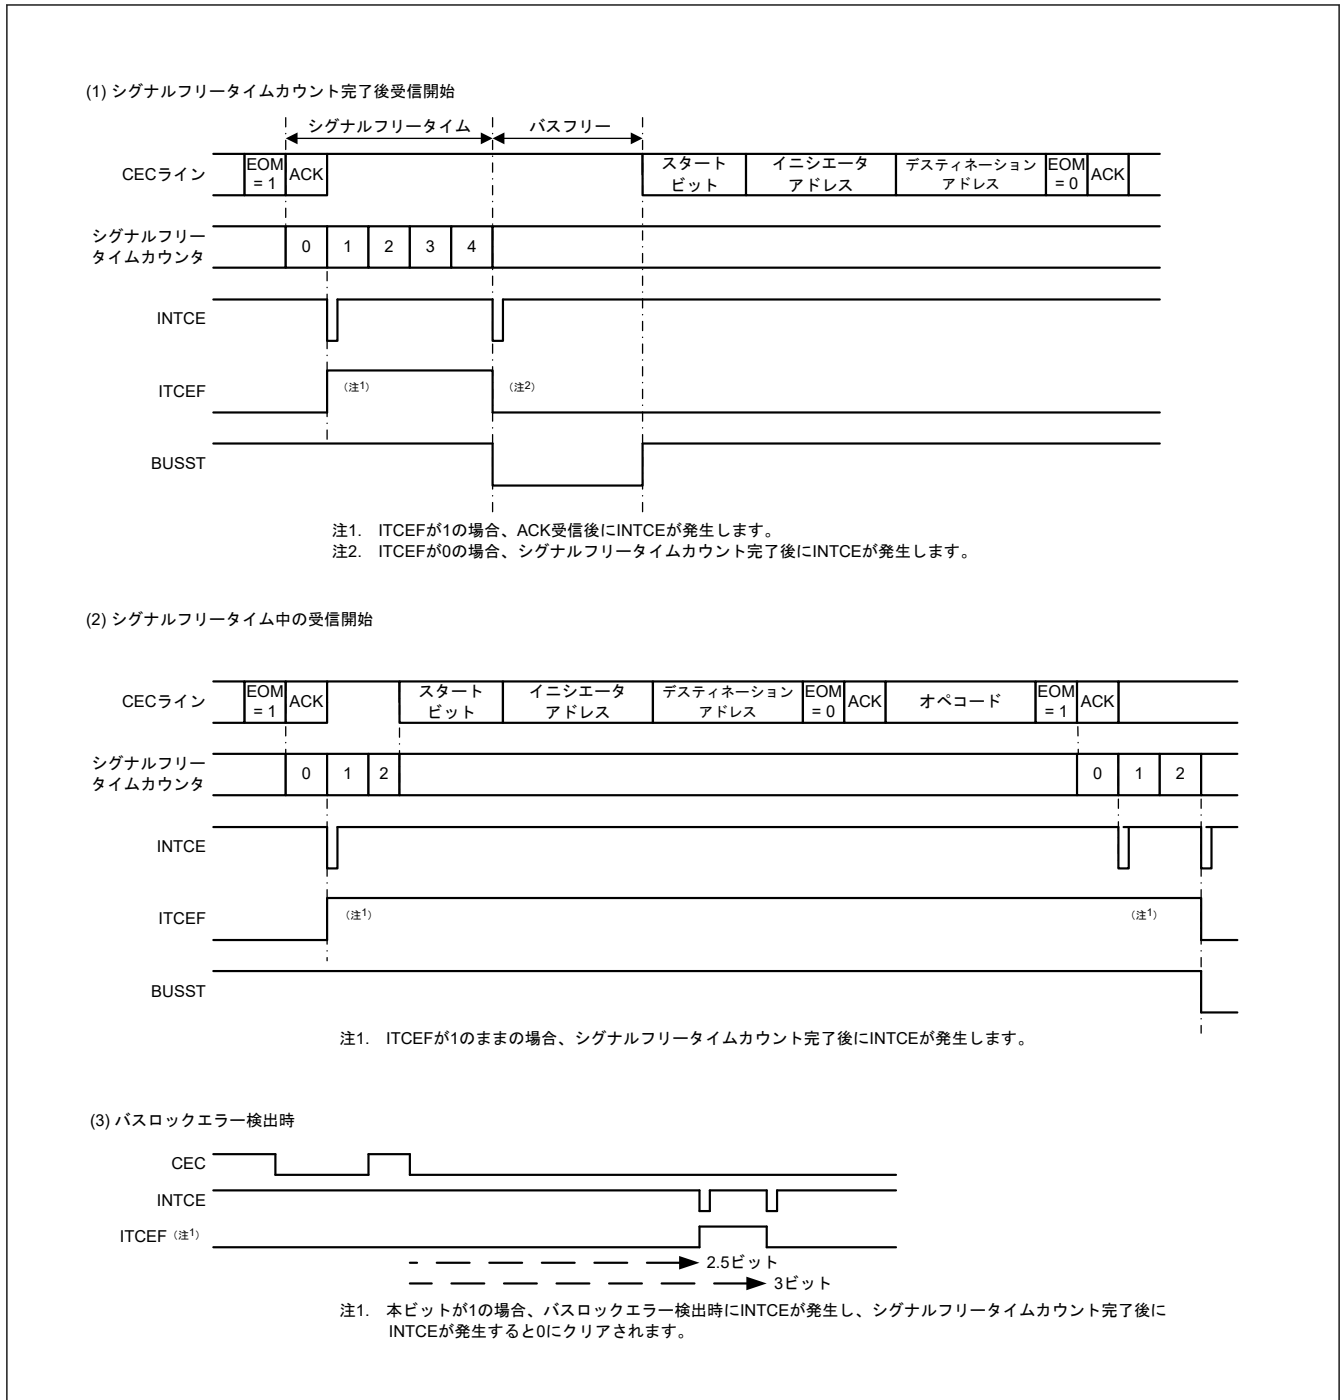 (1) シグナルフリータイムカウント完了後受信開始
シグナルフリータイム
バスフリー
CECライン
EOM
= 1
ACK
スタート
ビット
イニシエータ
アドレス
デスティネーション
アドレス
EOM
= 0
ACK
シグナルフリー
タイムカウンタ
0
1
2
3
4
INTCE
ITCEF
(注1)
(注2)
BUSST
注1. ITCEFが1の場合、ACK受信後にINTCEが発生します。
注2. ITCEFが0の場合、シグナルフリータイムカウント完了後にINTCEが発生します。
(2) シグナルフリータイム中の受信開始
CECライン
EOM
= 1
ACK
スタート
ビット
イニシエータ
アドレス
デスティネーション
アドレス
EOM
= 0
ACK
オペコード
EOM
= 1
ACK
シグナルフリー
タイムカウンタ
0
1
2
0
1
2
INTCE
ITCEF
(注1)
(注1)
BUSST
注1. ITCEFが1のままの場合、シグナルフリータイムカウント完了後にINTCEが発生します。
(3) バスロックエラー検出時
CEC
INTCE
ITCEF (注1)
2.5ビット
3ビット
注1. 本ビットが1の場合、バスロックエラー検出時にINTCEが発生し、シグナルフリータイムカウント完了後に
INTCEが発生すると0にクリアされます。